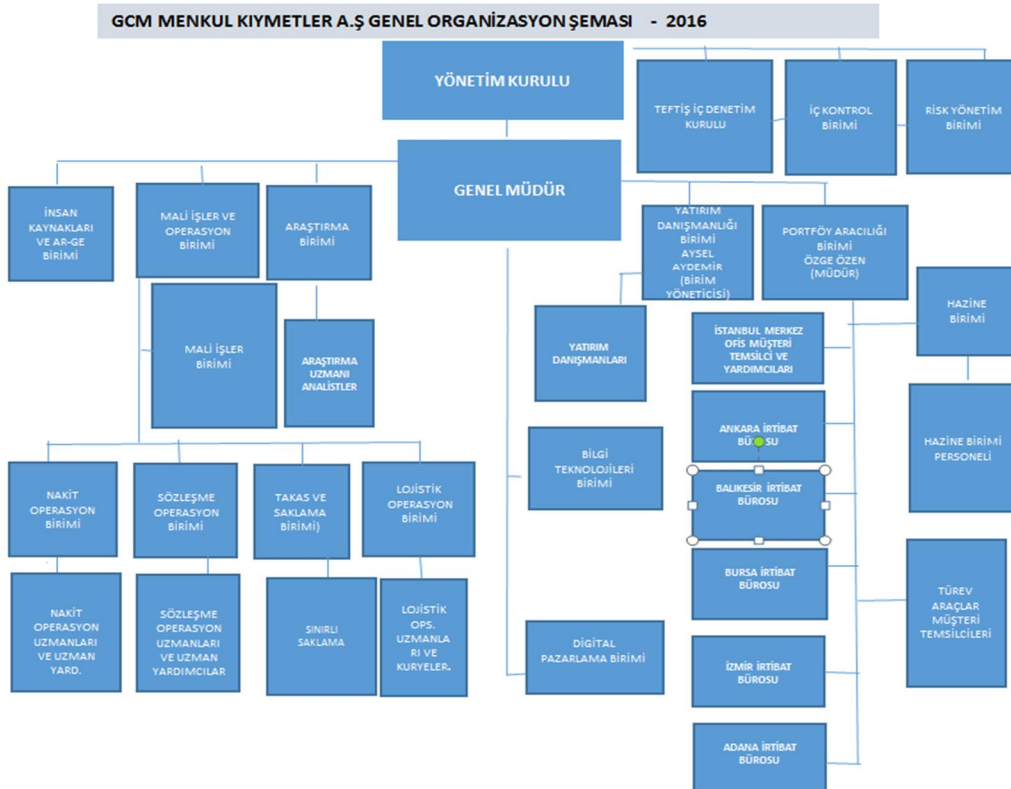 GCM MENKUL KIYMETLER A.Ş GENEL ORGANİZASYON ŞEMASI - 2016
YÖNETİM KURULU
TEFTİŞ İÇ DENETİM
KURULU
İÇ KONTROL
BİRİMİ
RİSK YÖNETİM
BİRİMİ
GENEL MÜDÜR
İNSAN
KAYNAKLARI
VE AR-GE
BİRİMİ
MALİ İŞLER VE
OPERASYON
BİRİMİ
ARAŞTIRMA
BİRİMİ
YATIRIM
DANIŞMANLIĞI
BİRİMİ
AYSEL
AYDEMİR
(BİRİM
YÖNETİCİSİ)
PORTFÖY ARACILIĞI
BİRİMİ
ÖZGE ÖZEN
(MÜDÜR)
HAZİNE
BİRİMİ
MALİ İŞLER
BİRİMİ
ARAŞTIRMA
UZMANI
ANALİSTLER
YATIRIM
DANIŞMANLARI
İSTANBUL MERKEZ
OFİS MÜŞTERİ
TEMSİLCİ VE
YARDIMCILARI
HAZİNE BİRİMİ
PERSONELİ
ANKARA İRTİBAT
BÜROSU
BİLGİ
TEKNOLOJİLERİ
BİRİMİ
BALIKESİR İRTİBAT
BÜROSU
NAKİT
OPERASYON
BİRİMİ
SÖZLEŞME
OPERASYON
BİRİMİ
TAKAS VE
SAKLAMA
BİRİMİ)
LOJİSTİK
OPERASYON
BİRİMİ
BURSA İRTİBAT
BÜROSU
TÜREV
ARAÇLAR
MÜŞTERİ
TEMSİLCİLERİ
NAKİT
OPERASYON
UZMANLARI
VE UZMAN
YARD.
SÖZLEŞME
OPERASYON
UZMANLARI
VE UZMAN
YARDIMCILAR
SINIRLI
SAKLAMA
LOJİSTİK
OPS.
UZMANLA
RI VE
KURYELER.
DİGİTAL
PAZARLAMA BİRİMİ
İZMİR İRTİBAT
BÜROSU
ADANA İRTİBAT
BÜROSU